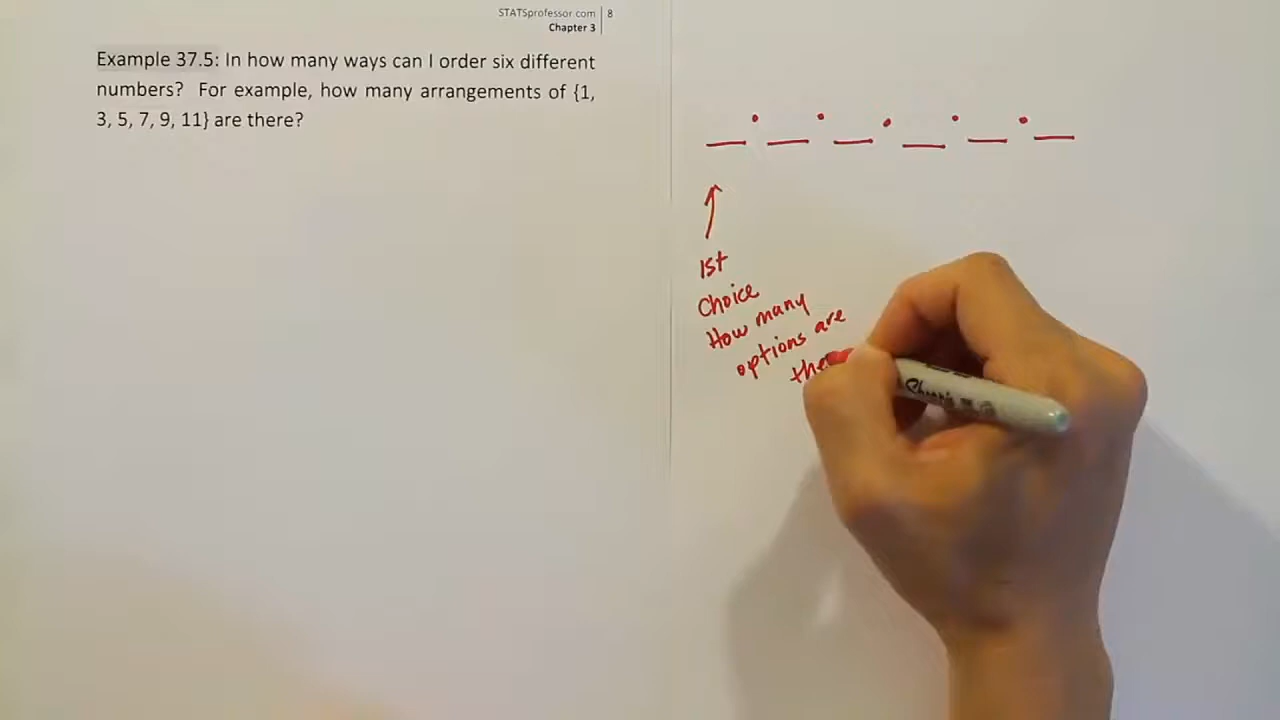 STATSprofessor.com | 8
Chapter 3
Example 37.5: In how many ways can I order six different
numbers? For example, how many arrangements of {1,
3, 5, 7, 9, 11} are there?
1st
Choice
How many
options are
the